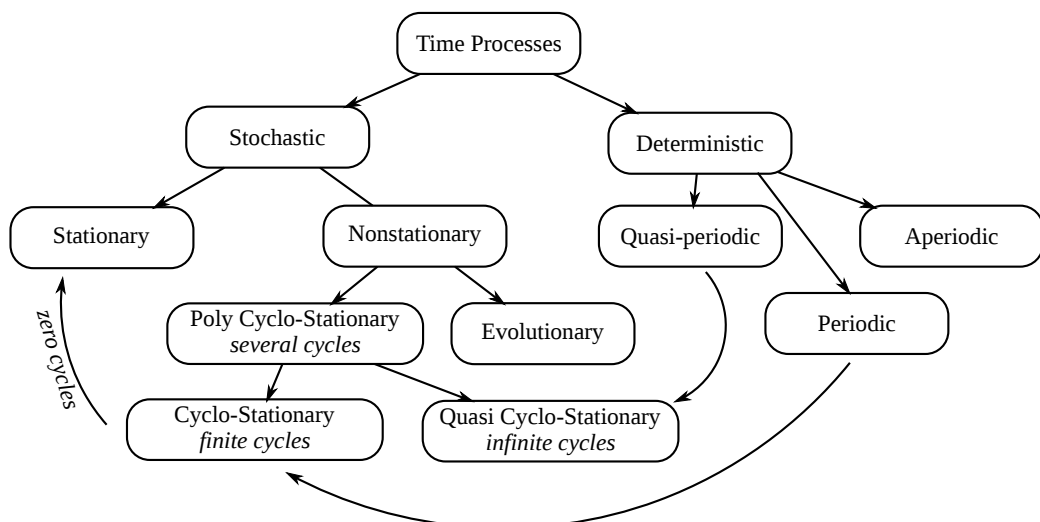 Time Processes
Stochastic
Deterministic
Stationary
Nonstationary
Quasi-periodic
Aperiodic
Poly Cyclo-Stationary
several cycles
Evolutionary
Periodic
zero cycles
Cyclo-Stationary
finite cycles
Quasi Cyclo-Stationary
infinite cycles